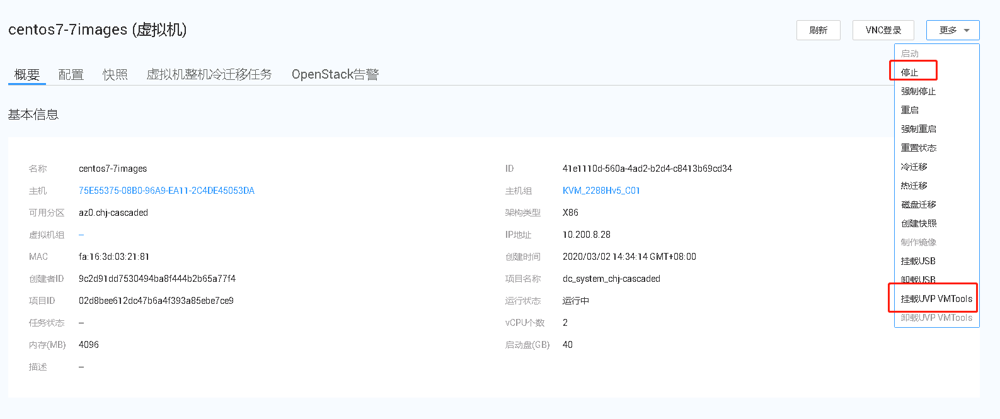 centos7-7images (虚拟机)
刷新
VNC登录
更多
概要
配置
快照
虚拟机整机冷迁移任务
OpenStack告警
启动
停止
强制停止
重启
强制重启
重置状态
冷迁移
热迁移
磁盘迁移
创建快照
制作镜像
挂载USB
卸载USB
挂载UVP VMTools
卸载UVP VMTools
基本信息
名称 centos7-7images
ID 41e1110d-560a-4ad2-b2d4-c8413b69cd34
主机 75E55375-08B0-96A9-EA11-2C4DE45053DA
主机组 KVM_2288Hv5_C01
可用分区 az0.chj-cascaded
架构类型 X86
虚拟机组 –
IP地址 10.200.8.28
MAC fa:16:3d:03:21:81
创建时间 2020/03/02 14:34:14 GMT+08:00
创建者ID 9c2d91dd7530494ba8f444b2b65a77f4
项目名称 dc_system_chj-cascaded
项目ID 02d8bee612dc47b6a4f393a85ebe7ce9
运行状态 运行中
任务状态 –
vCPU个数 2
内存(MB) 4096
启动盘(GB) 40
描述 –